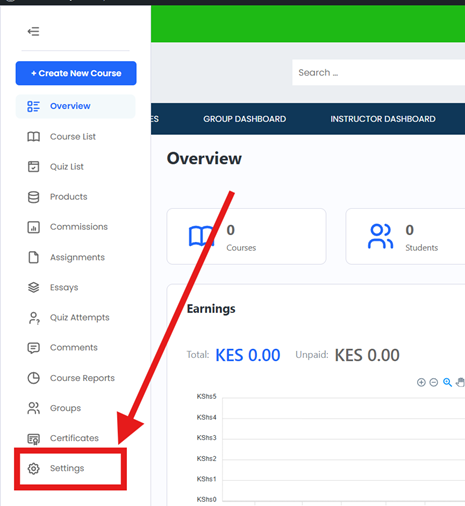 + Create New Course
Search ...
Overview
Course List
Quiz List
Products
Commissions
Assignments
Essays
Quiz Attempts
Comments
Course Reports
Groups
Certificates
Settings
ES
GROUP DASHBOARD
INSTRUCTOR DASHBOARD
Overview
0
Courses
0
Students
Earnings
Total: KES 0.00 Unpaid: KES 0.00
KShs5
KShs4
KShs3
KShs2
KShs1
KShs0